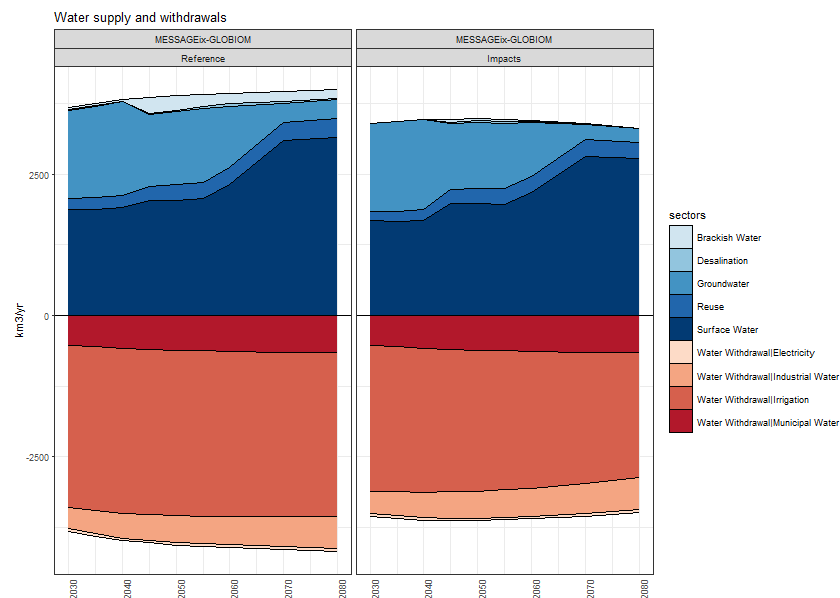 Water supply and withdrawals
MESSAGEix-GLOBIOM
MESSAGEix-GLOBIOM
Reference
Impacts
2500
0
-2500
km3/yr
2030
2040
2050
2060
2070
2080
2030
2040
2050
2060
2070
2080
sectors
Brackish Water
Desalination
Groundwater
Reuse
Surface Water
Water Withdrawal|Electricity
Water Withdrawal|Industrial Water
Water Withdrawal|Irrigation
Water Withdrawal|Municipal Water